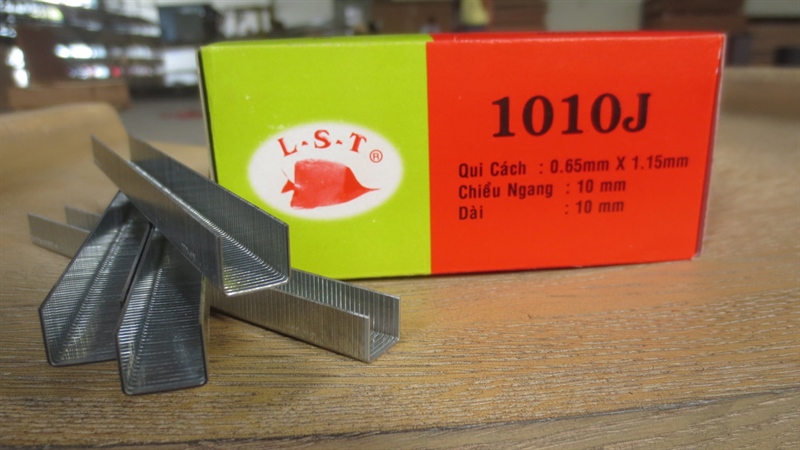 L-S-T®
1010J
Qui Cách : 0.65mm X 1.15mm
Chiều Ngang : 10 mm
Dài : 10 mm